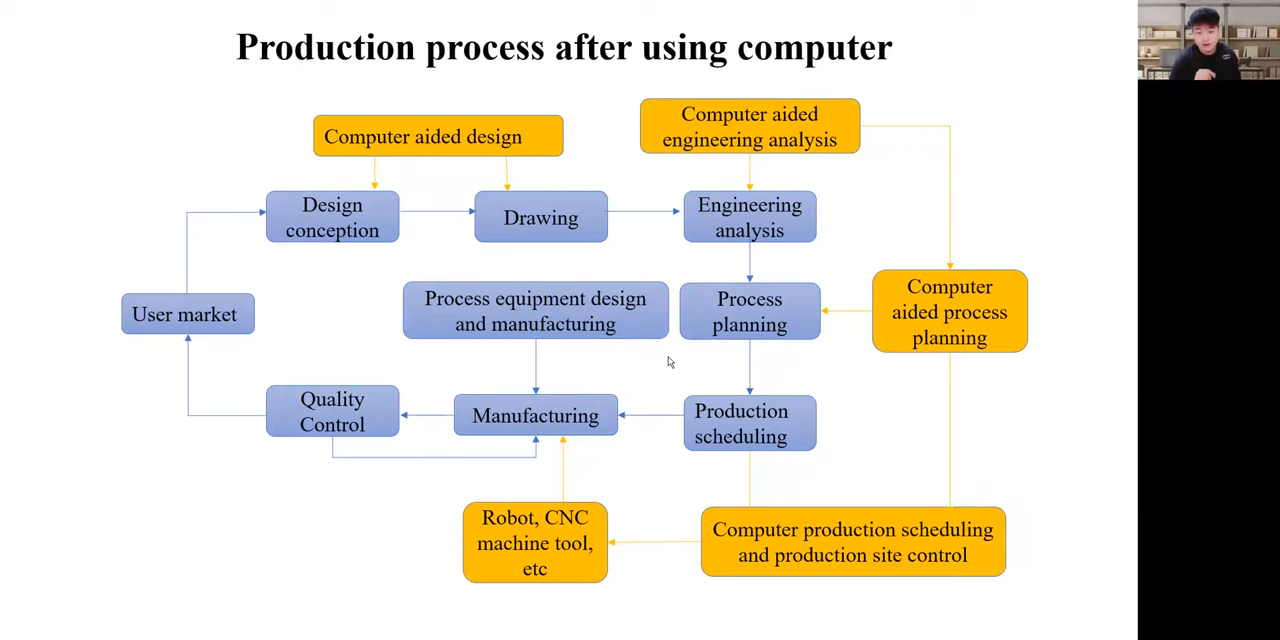 Production process after using computer
Computer aided design
Computer aided
engineering analysis
Design
conception
Drawing
Engineering
analysis
User market
Process equipment design
and manufacturing
Process
planning
Computer
aided process
planning
Quality
Control
Manufacturing
Production
scheduling
Robot, CNC
machine tool,
etc
Computer production scheduling
and production site control